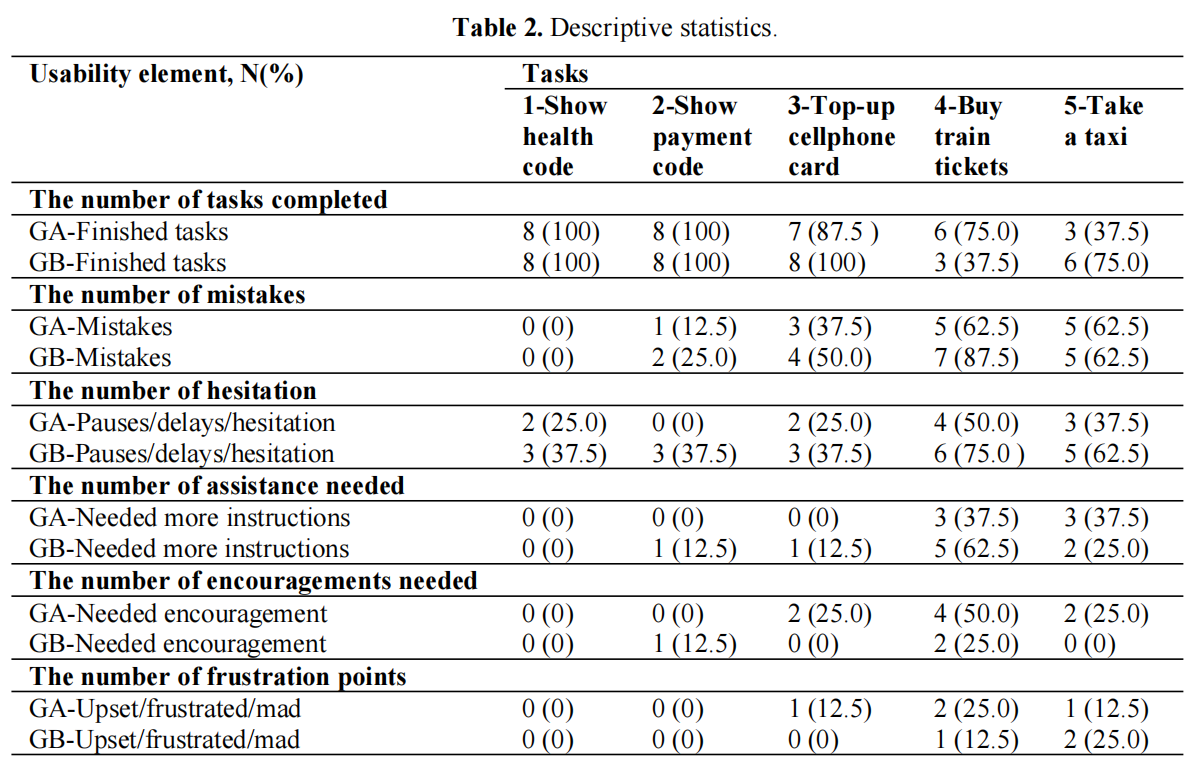 Table 2. Descriptive statistics.
Usability element, N(%) Tasks
1-Show health code 2-Show payment code 3-Top-up cellphone card 4-Buy train tickets 5-Take a taxi
The number of tasks completed
GA-Finished tasks 8 (100) 8 (100) 7 (87.5 ) 6 (75.0) 3 (37.5)
GB-Finished tasks 8 (100) 8 (100) 8 (100) 3 (37.5) 6 (75.0)
The number of mistakes
GA-Mistakes 0 (0) 1 (12.5) 3 (37.5) 5 (62.5) 5 (62.5)
GB-Mistakes 0 (0) 2 (25.0) 4 (50.0) 7 (87.5) 5 (62.5)
The number of hesitation
GA-Pauses/delays/hesitation 2 (25.0) 0 (0) 2 (25.0) 4 (50.0) 3 (37.5)
GB-Pauses/delays/hesitation 3 (37.5) 3 (37.5) 3 (37.5) 6 (75.0 ) 5 (62.5)
The number of assistance needed
GA-Needed more instructions 0 (0) 0 (0) 0 (0) 3 (37.5) 3 (37.5)
GB-Needed more instructions 0 (0) 1 (12.5) 1 (12.5) 5 (62.5) 2 (25.0)
The number of encouragements needed
GA-Needed encouragement 0 (0) 0 (0) 2 (25.0) 4 (50.0) 2 (25.0)
GB-Needed encouragement 0 (0) 1 (12.5) 0 (0) 2 (25.0) 0 (0)
The number of frustration points
GA-Upset/frustrated/mad 0 (0) 0 (0) 1 (12.5) 2 (25.0) 1 (12.5)
GB-Upset/frustrated/mad 0 (0) 0 (0) 0 (0) 1 (12.5) 2 (25.0)